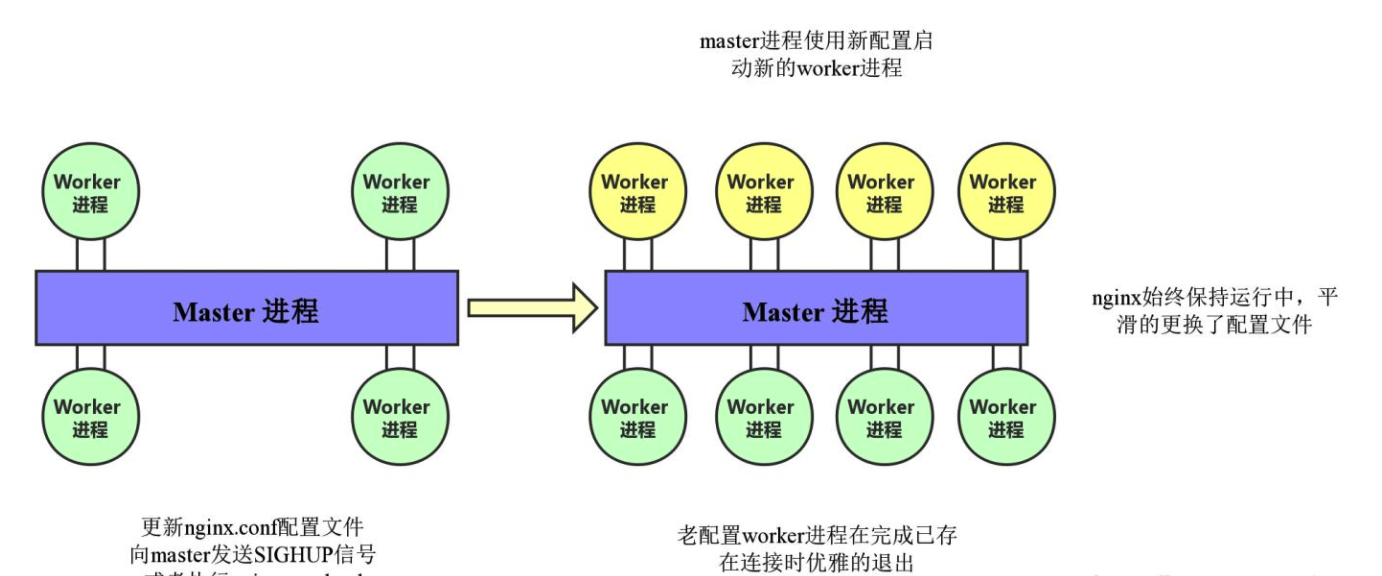 master进程使用新配置启
动新的worker进程
Worker
进程
Worker
进程
Worker
进程
Worker
进程
Worker
进程
Worker
进程
Master 进程
Master 进程
nginx始终保持运行中，平
滑的更换了配置文件
Worker
进程
Worker
进程
Worker
进程
Worker
进程
Worker
进程
Worker
进程
更新nginx.conf配置文件
向master发送SIGHUP信号
老配置worker进程在完成已存
在连接时优雅的退出